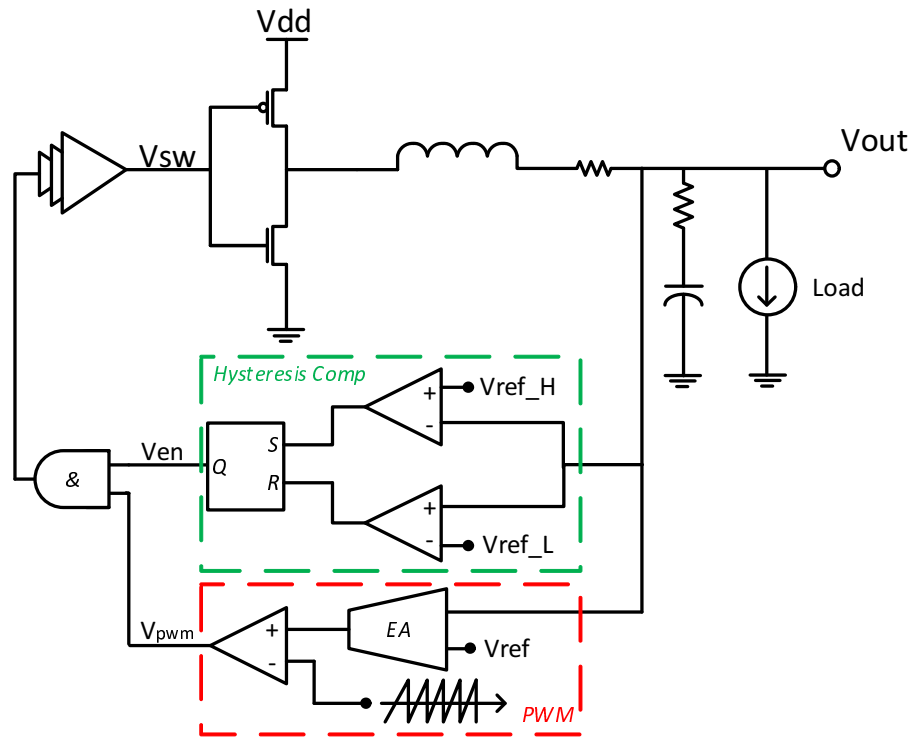 Vdd
Vsw
Vout
Load
Hysteresis Comp
+
Vref_H
-
Ven
Q
S
R
&
+
-
Vref_L
Vpwm
+
-
EA
Vref
PWM